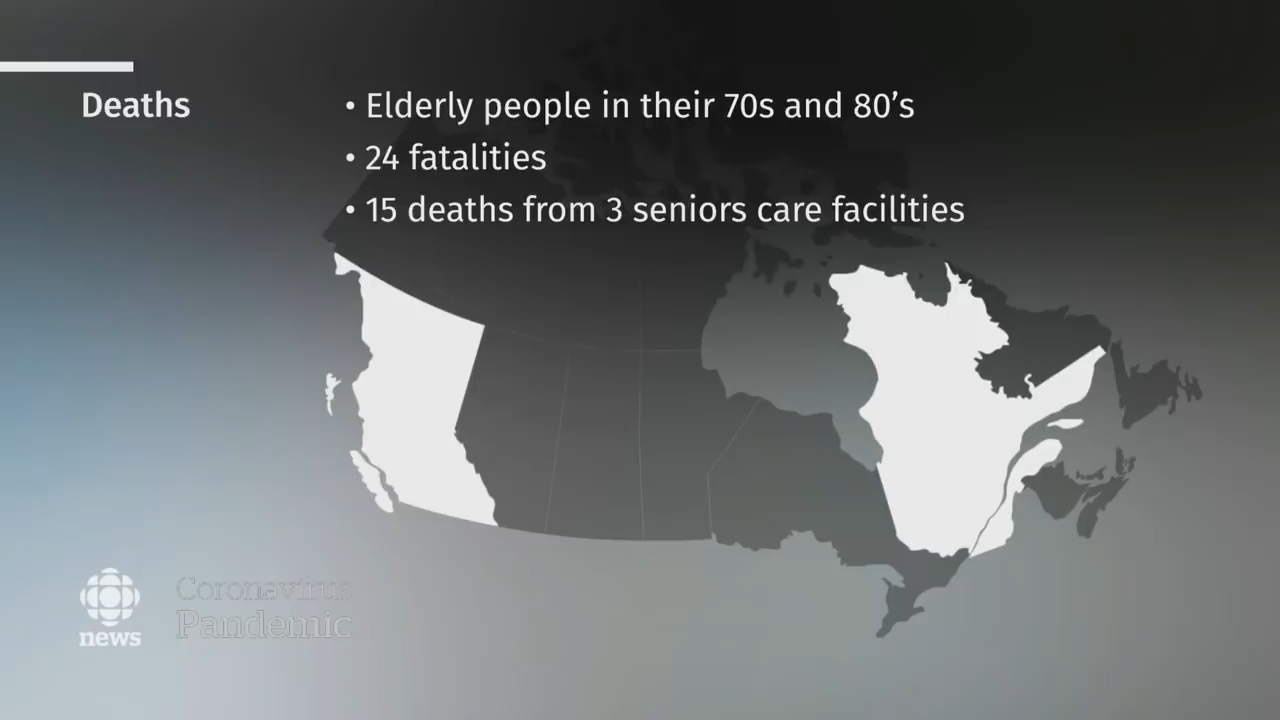 Deaths
• Elderly people in their 70s and 80’s
• 24 fatalities
• 15 deaths from 3 seniors care facilities
Coronavirus
Pandemic
news